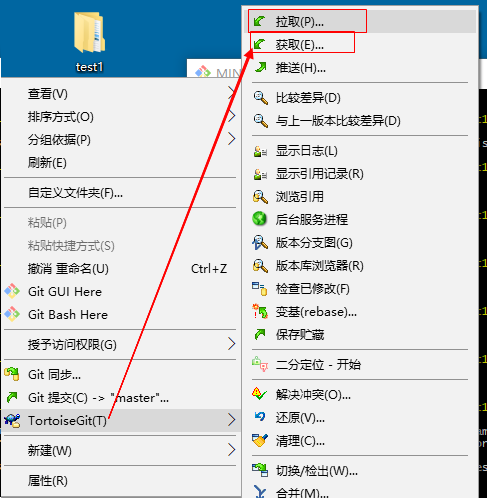 test1
MIN
查看(V)
排序方式(O)
分组依据(P)
刷新(E)
自定义文件夹(F)...
粘贴(P)
粘贴快捷方式(S)
撤消 重命名(U) Ctrl+Z
Git GUI Here
Git Bash Here
授予访问权限(G)
Git 同步...
Git 提交(C) -> "master"...
TortoiseGit(T)
新建(W)
属性(R)
拉取(P)...
获取(E)...
推送(H)...
比较差异(D)
与上一版本比较差异(D)
显示日志(L)
显示引用记录(R)
浏览引用
后台服务进程
版本分支图(G)
版本库浏览器(R)
检查已修改(F)
变基(rebase)...
保存贮藏
二分定位 - 开始
解决冲突(O)...
还原(V)...
清理(C)...
切换/检出(W)...
合并(M)...